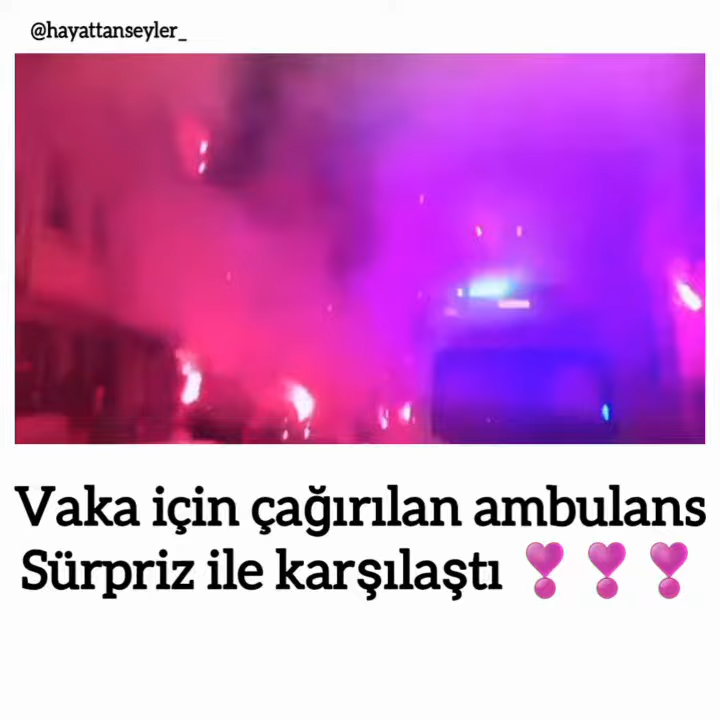 @hayattanseyler_
Vaka için çağırılan ambulans
Sürpriz ile karşılaştı 💟❣❣❣